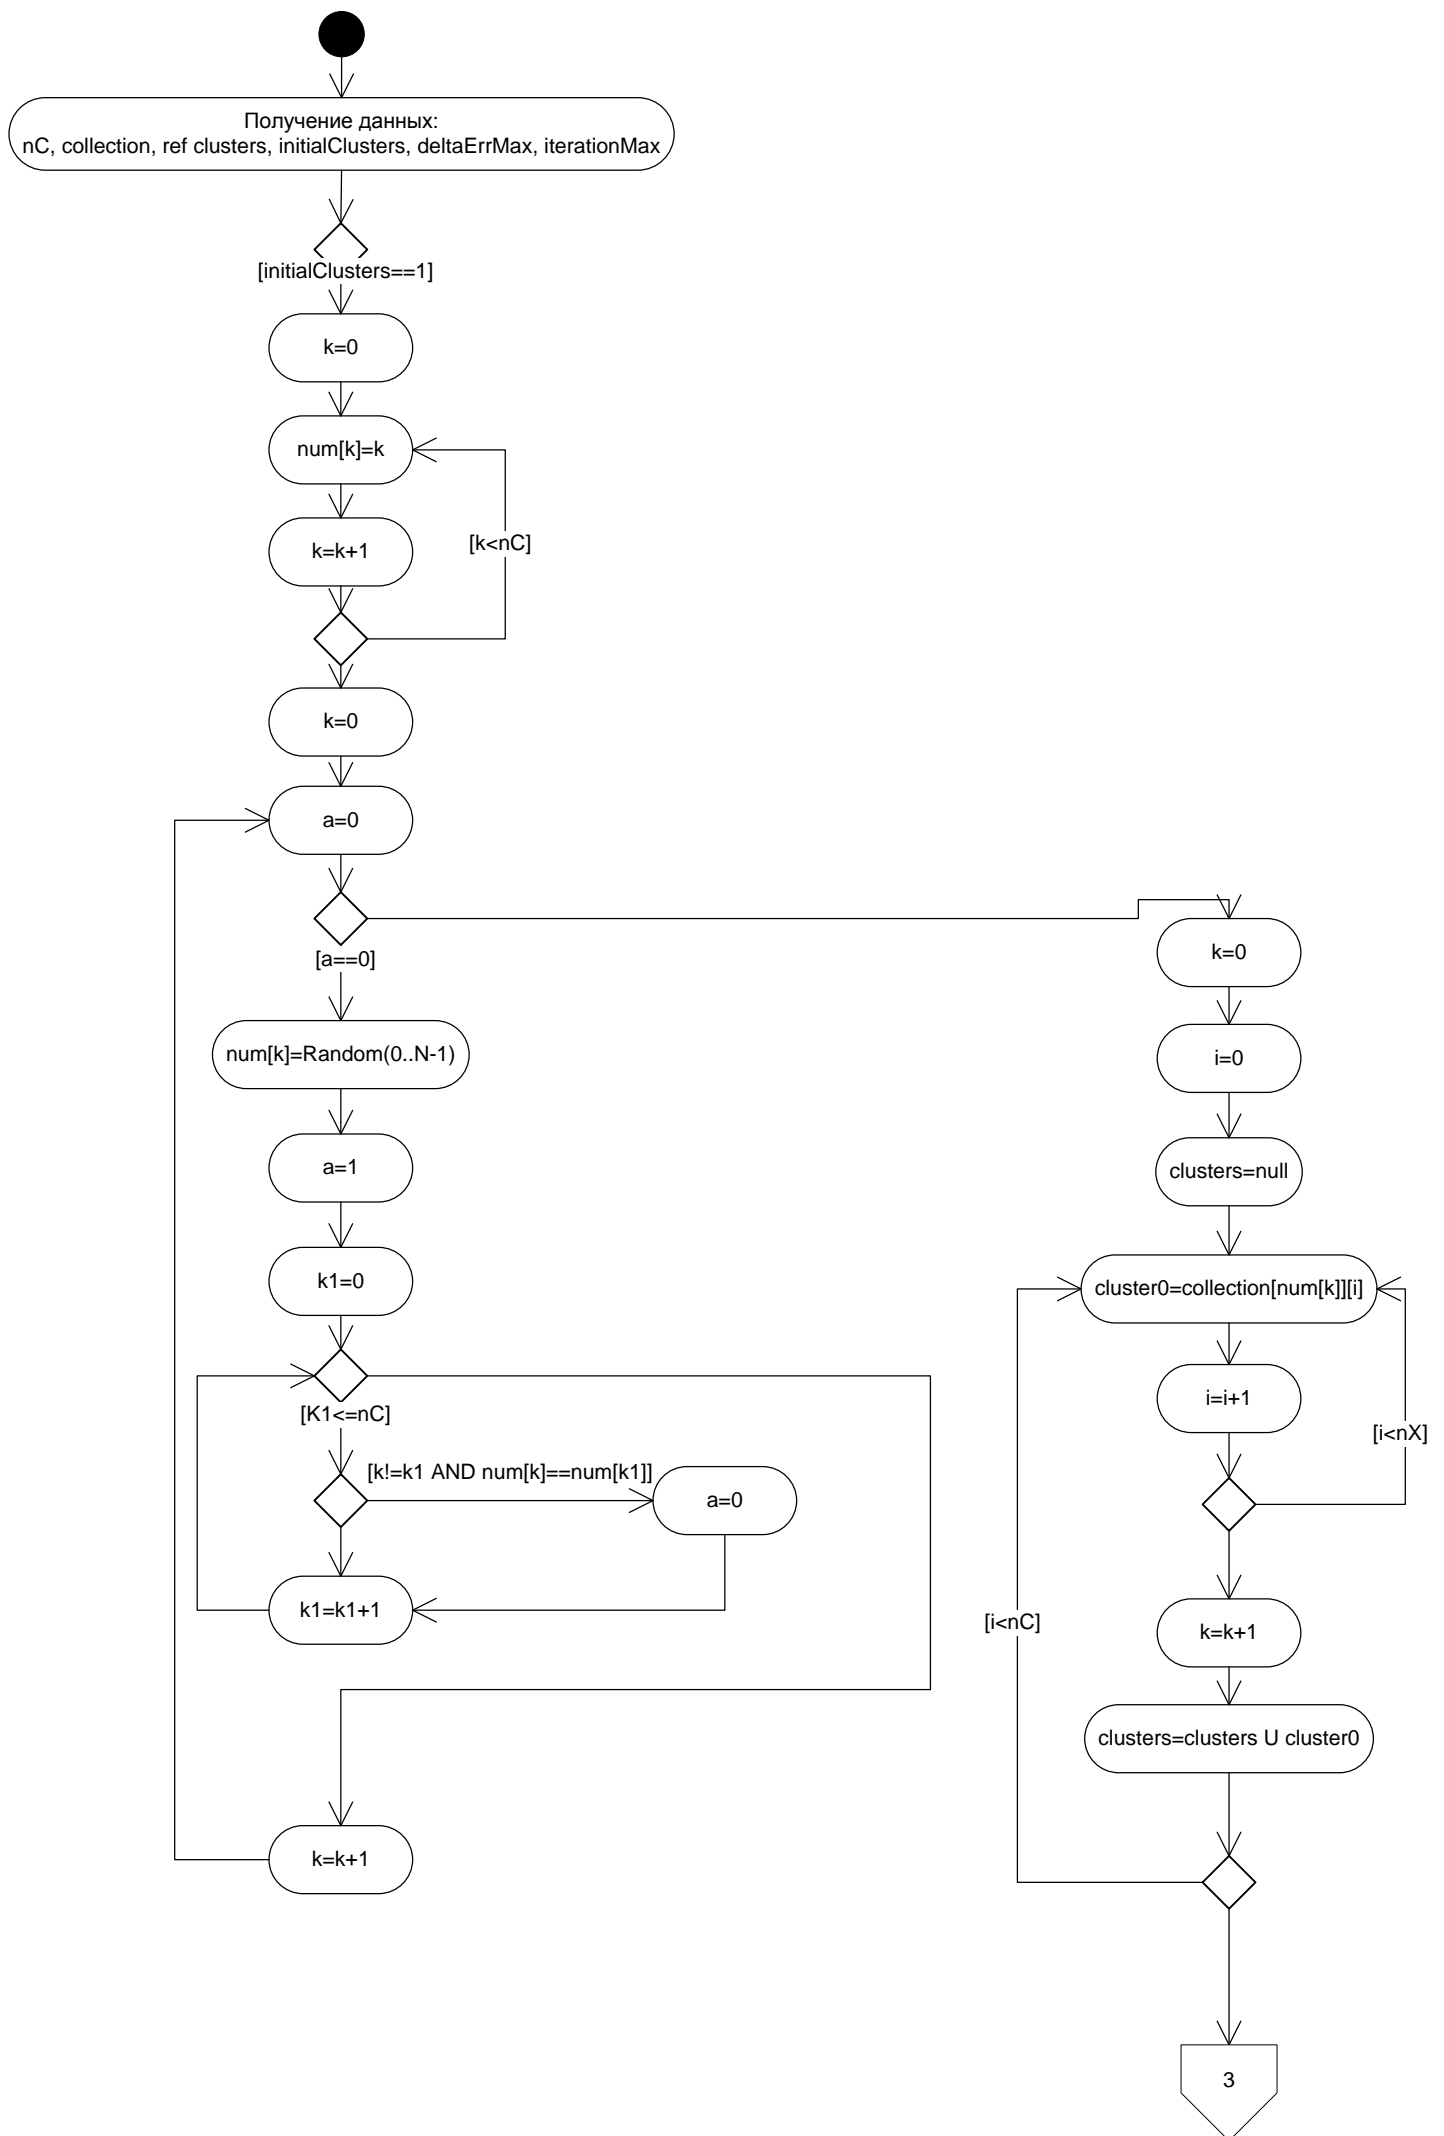 Получение данных:
nC, collection, ref clusters, initialClusters, deltaErrMax, iterationMax
[initialClusters==1]
k=0
num[k]=k
[k<nC]
k=k+1
k=0
a=0
[a==0]
num[k]=Random(0..N-1)
a=1
k1=0
[K1<=nC]
[k!=k1 AND num[k]==num[k1]]
a=0
k1=k1+1
k=k+1
k=0
i=0
clusters=null
cluster0=collection[num[k]][i]
i=i+1
[i<nX]
[i<nC]
k=k+1
clusters=clusters U cluster0
3